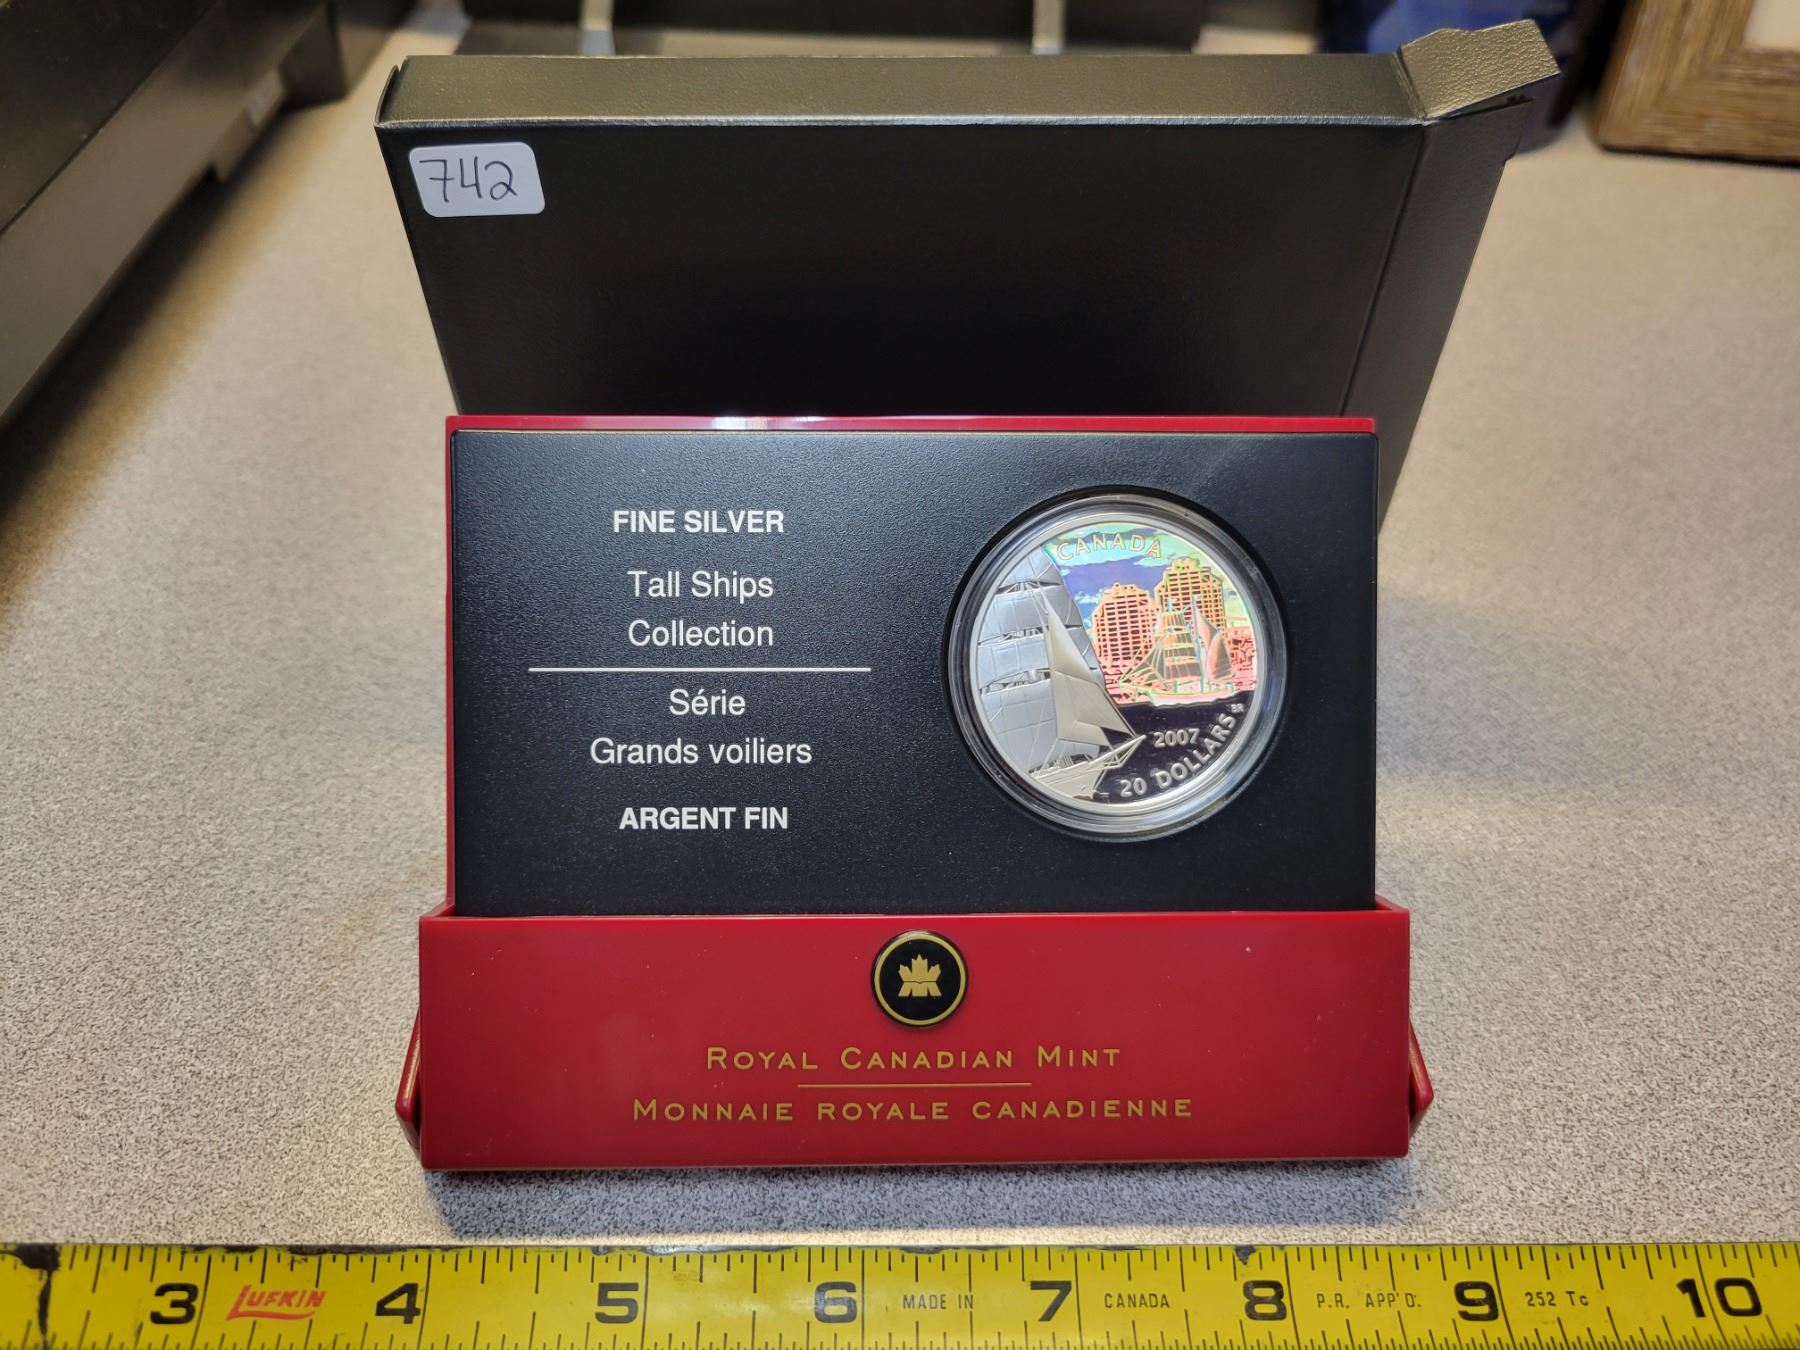 742
FINE SILVER
Tall Ships
Collection
Série
Grands voiliers
ARGENT FIN
CANADA
BR
2007
20 DOLLARS
ROYAL CANADIAN MINT
MONNAIE ROYALE CANADIENNE
3 LUFKIN 4 5 6 MADE IN 7 CANADA 8 P.R. APP'D. 9 252 Tc 10